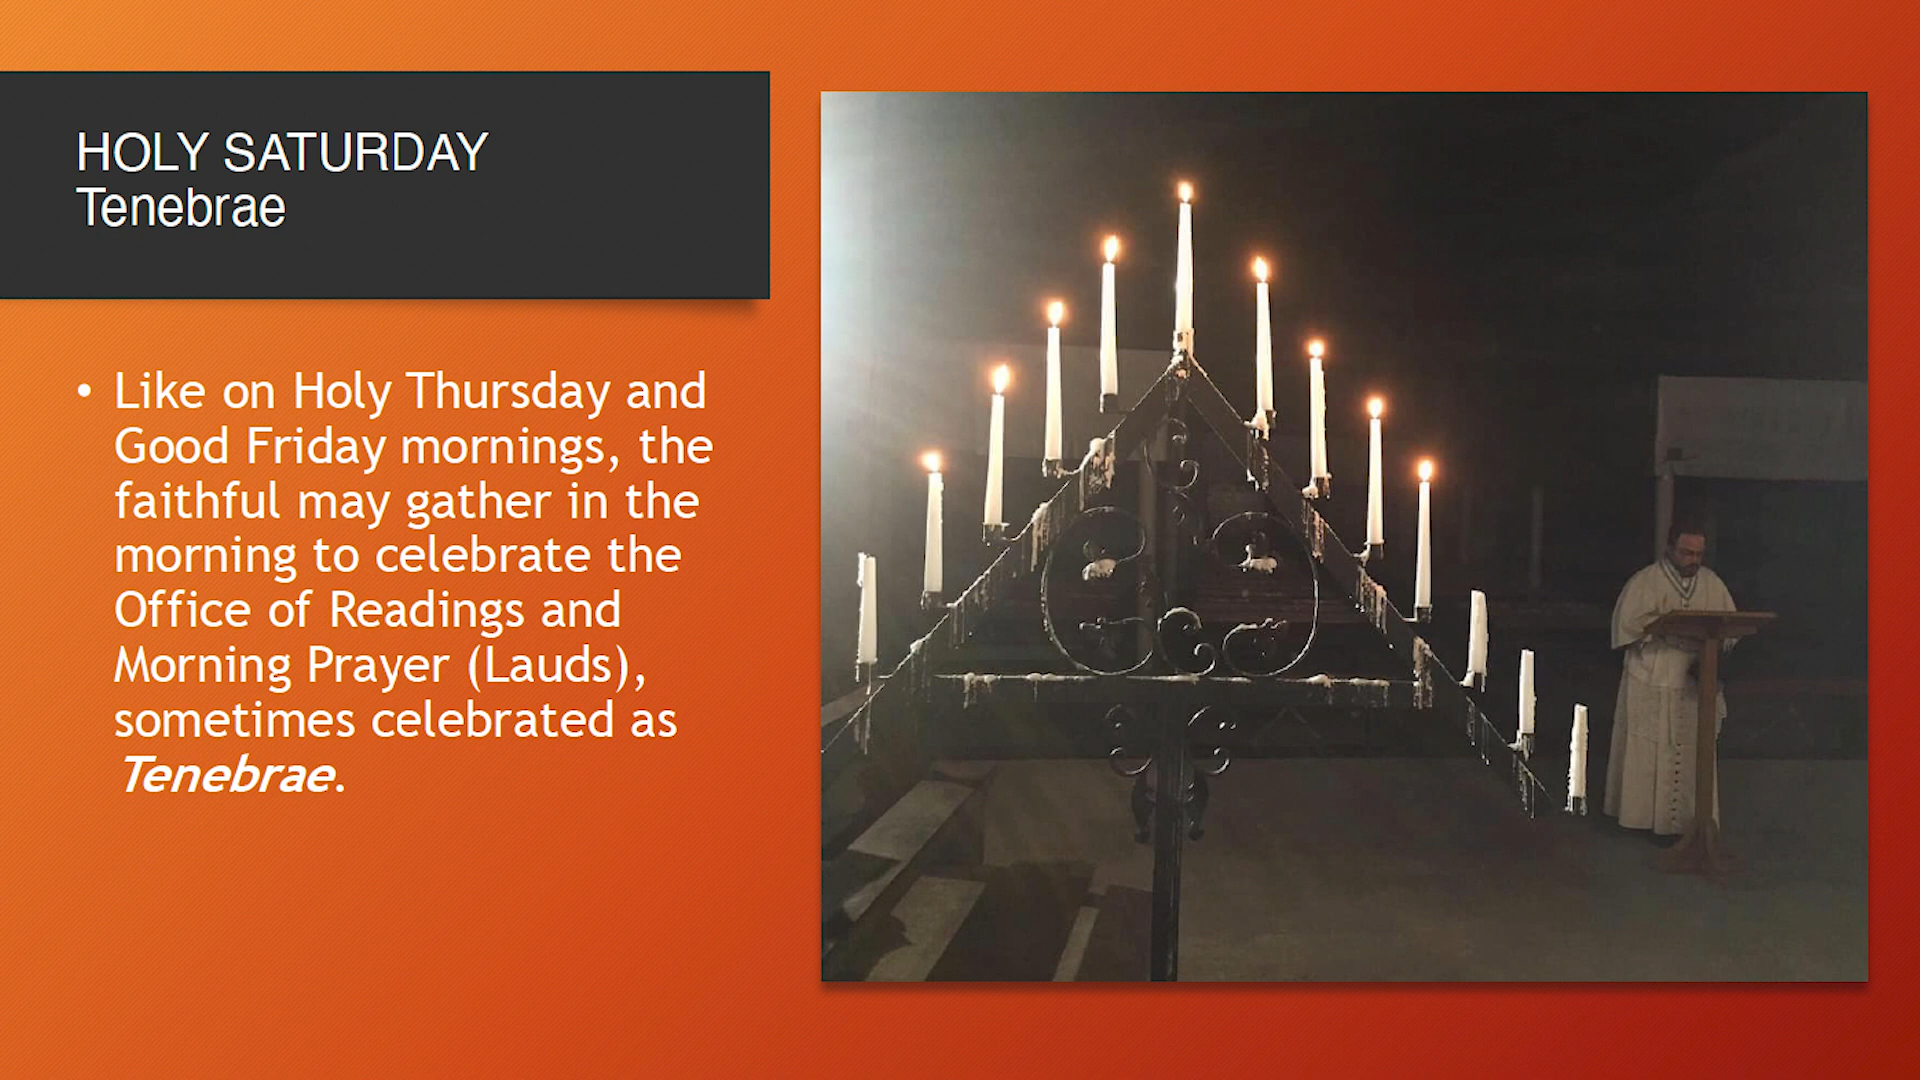 HOLY SATURDAY
Tenebrae
• Like on Holy Thursday and
Good Friday mornings, the
faithful may gather in the
morning to celebrate the
Office of Readings and
Morning Prayer (Lauds),
sometimes celebrated as
Tenebrae.